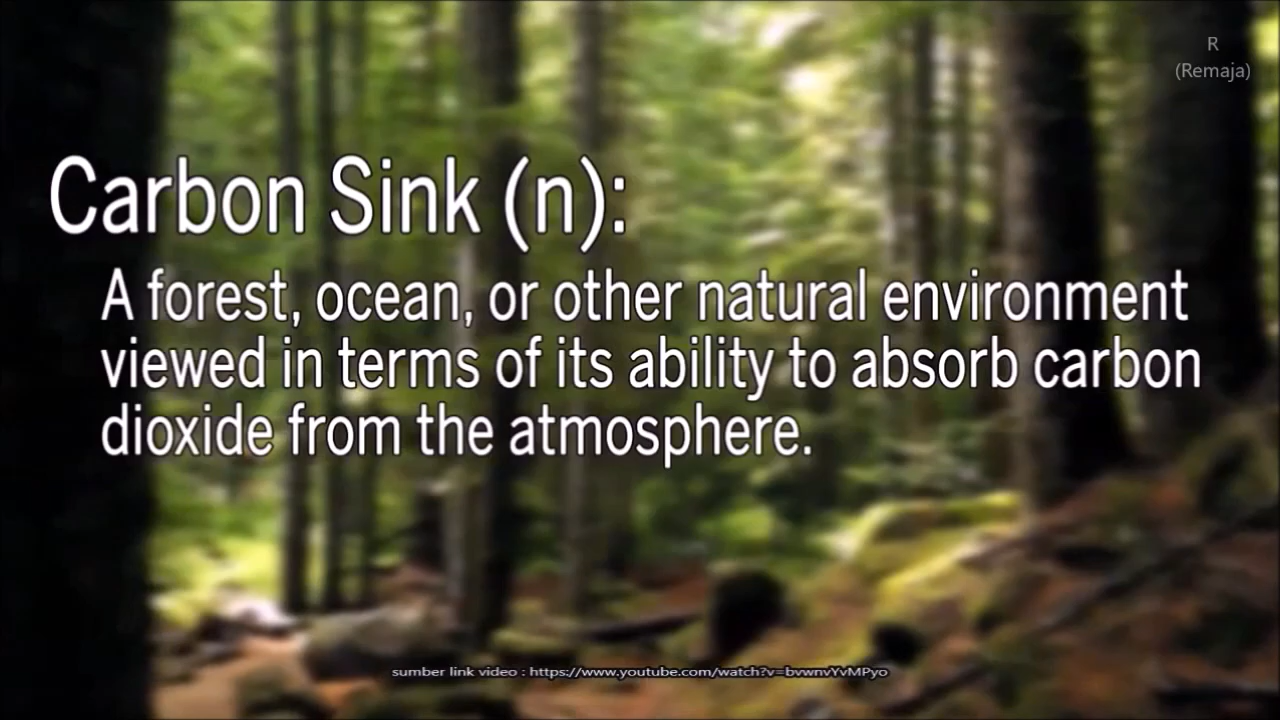 R
(Remaja)
Carbon Sink (n):
A forest, ocean, or other natural environment
viewed in terms of its ability to absorb carbon
dioxide from the atmosphere.
sumber link video : https://www.youtube.com/watch?v=bvwnvYvMPyo